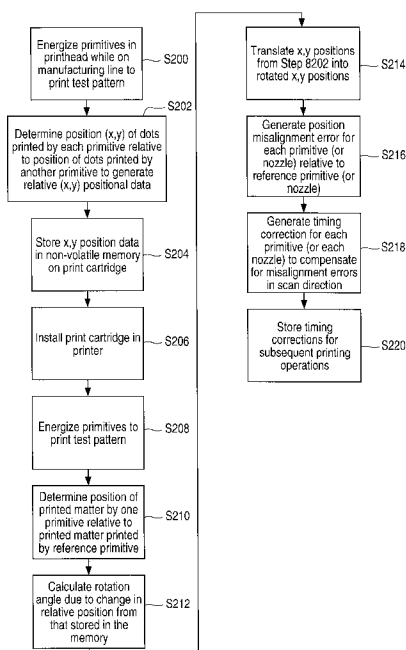 Energize primitives in
printhead while on
manufacturing line to
print test pattern
S200
S202
Determine position (x,y) of dots
printed by each primitive relative
to position of dots printed by
another primitive to generate
relative (x,y) positional data
Store x,y position data
in non-volatile memory
on print cartridge
S204
Install print cartridge in
printer
S206
Energize primitives to
print test pattern
S208
Determine position of
printed matter by one
primitive relative to
printed matter printed
by reference primitive
S210
Calculate rotation
angle due to change in
relative position from
that stored in the
memory
S212
Translate x,y positions
from Step 8202 into
rotated x,y positions
S214
Generate position
misalignment error for
each primitive (or
nozzle) relative to
reference primitive (or
nozzle)
S216
Generate timing
correction for each
primitive (or each
nozzle) to compensate
for misalignment errors
in scan direction
S218
Store timing
corrections for
subsequent printing
operations
S220